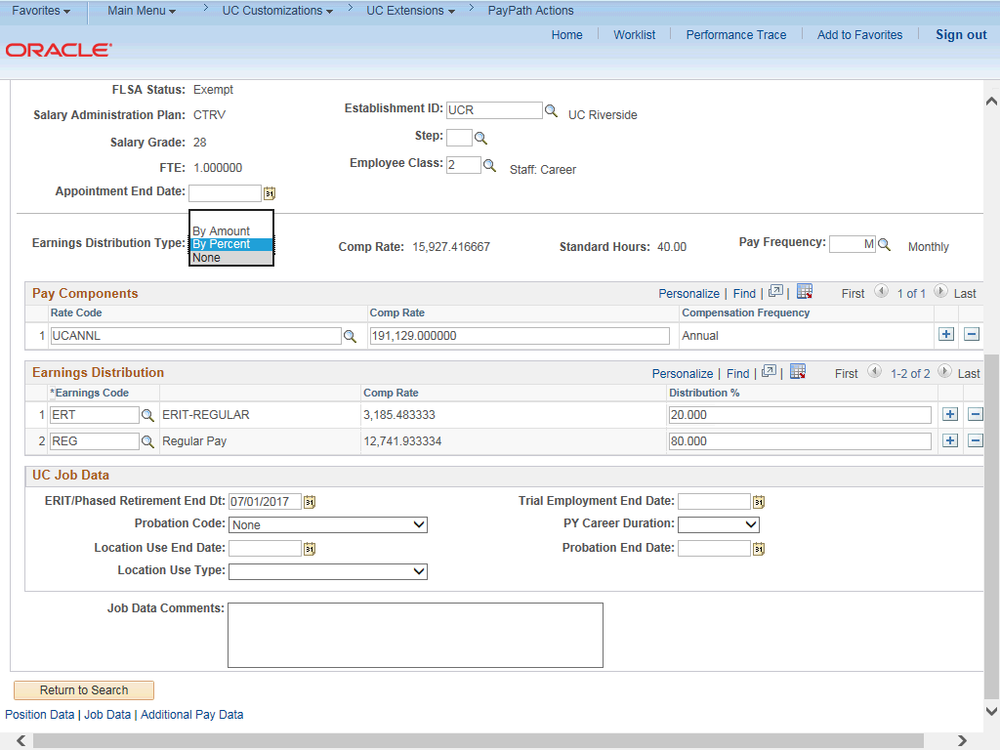 Favorites Main Menu > UC Customizations > UC Extensions > PayPath Actions
Home Worklist Performance Trace Add to Favorites Sign out
ORACLE
FLSA Status: Exempt
Establishment ID: UCR UC Riverside
Salary Administration Plan: CTRV
Step:
Salary Grade: 28
Employee Class: 2 Staff: Career
FTE: 1.000000
Appointment End Date:
Earnings Distribution Type:
By Amount
By Percent
None
Comp Rate: 15,927.416667 Standard Hours: 40.00 Pay Frequency: M Monthly
Pay Components Personalize | Find | | First 1 of 1 Last
Rate Code Comp Rate Compensation Frequency
1 UCANNL 191,129.000000 Annual
Earnings Distribution Personalize | Find | | First 1-2 of 2 Last
*Earnings Code Comp Rate Distribution %
1 ERT ERIT-REGULAR 3,185.483333 20.000
2 REG Regular Pay 12,741.933334 80.000
UC Job Data
ERIT/Phased Retirement End Dt: 07/01/2017 Trial Employment End Date:
Probation Code: None PY Career Duration:
Location Use End Date: Probation End Date:
Location Use Type:
Job Data Comments:
Return to Search
Position Data | Job Data | Additional Pay Data